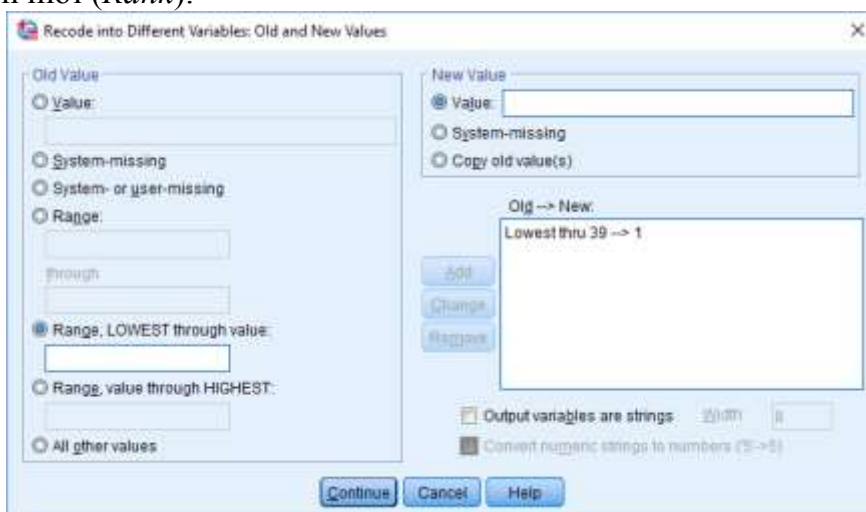 (Rank).
Recode into Different Variables: Old and New Values
Old Value
Value:
System-missing
System- or user-missing
Range:
through
Range, LOWEST through value:
Range, value through HIGHEST:
All other values
New Value
Value:
System-missing
Copy old value(s)
Old --> New:
Lowest thru 39 --> 1
Add
Change
Remove
Output variables are strings Width: 8
Convert numeric strings to numbers ('5'->5)
Continue Cancel Help